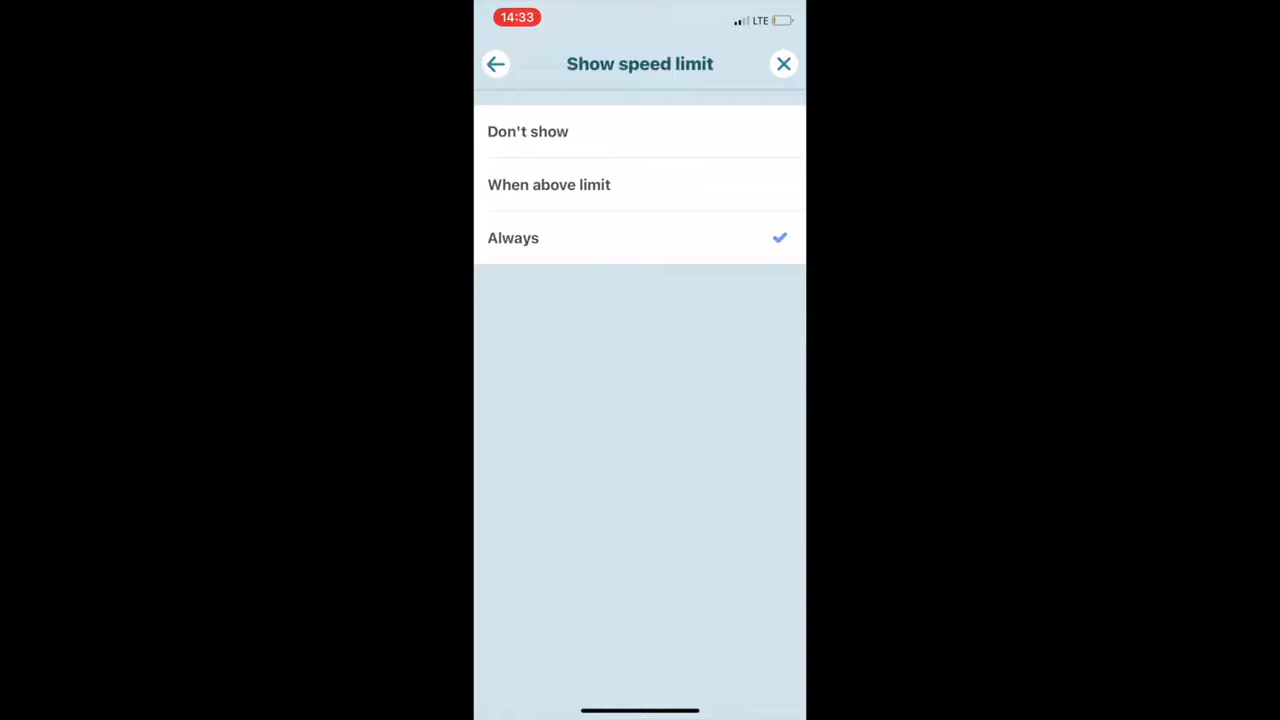 14:33
LTE
Show speed limit
Don't show
When above limit
Always